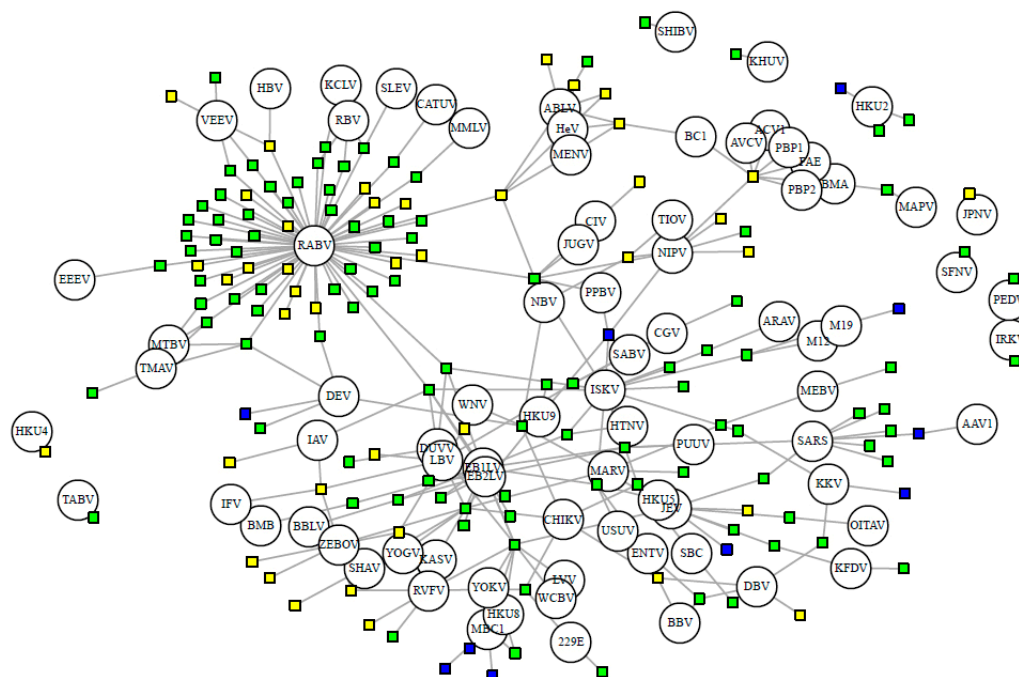 SHIBV
KHUV
HBV
KCLV
SLEV
CATUV
MMLV
HKU2
VEEV
RBV
ABLV
HeV
MENV
BC1
AVCV
ACV1
PBP1
PAE
PBP2
BMA
MAPV
JPNV
RABV
CIV
JUGV
TIOV
NIPV
EEEV
SFNV
PPBV
NBV
PEDV
MTBV
TMAV
SABV
CGV
ARAV
M19
M12
IRKV
DEV
WNV
ISKV
MEBV
HKU9
HKU4
IAV
DUVV
LBV
HTNV
PUUV
SARS
AAV1
EB1LV
EB2LV
MARV
KKV
TABV
IFV
BMB
BBLV
HKU5
JEV
CHIKV
USUV
OITAV
ZEBOV
SHAV
YOGV
KASV
ENTV
SBC
KFDV
RVFV
YOKV
LVV
WCBV
DBV
HKU8
MBC1
229E
BBV